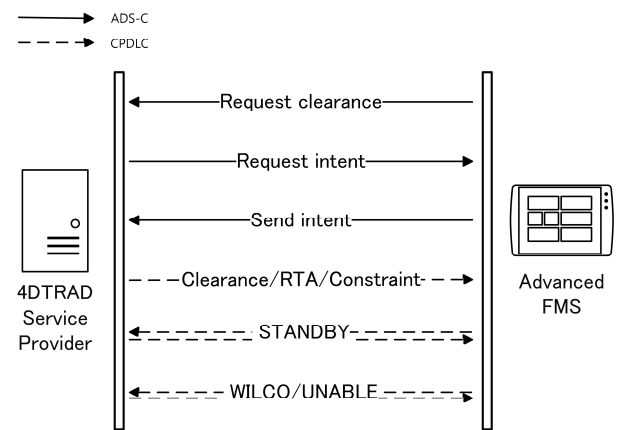 ADS-C
CPDLC
Request clearance
Request intent
Send intent
Clearance/RTA/Constraint
STANDBY
WILCO/UNABLE
4DTRAD
Service
Provider
Advanced
FMS